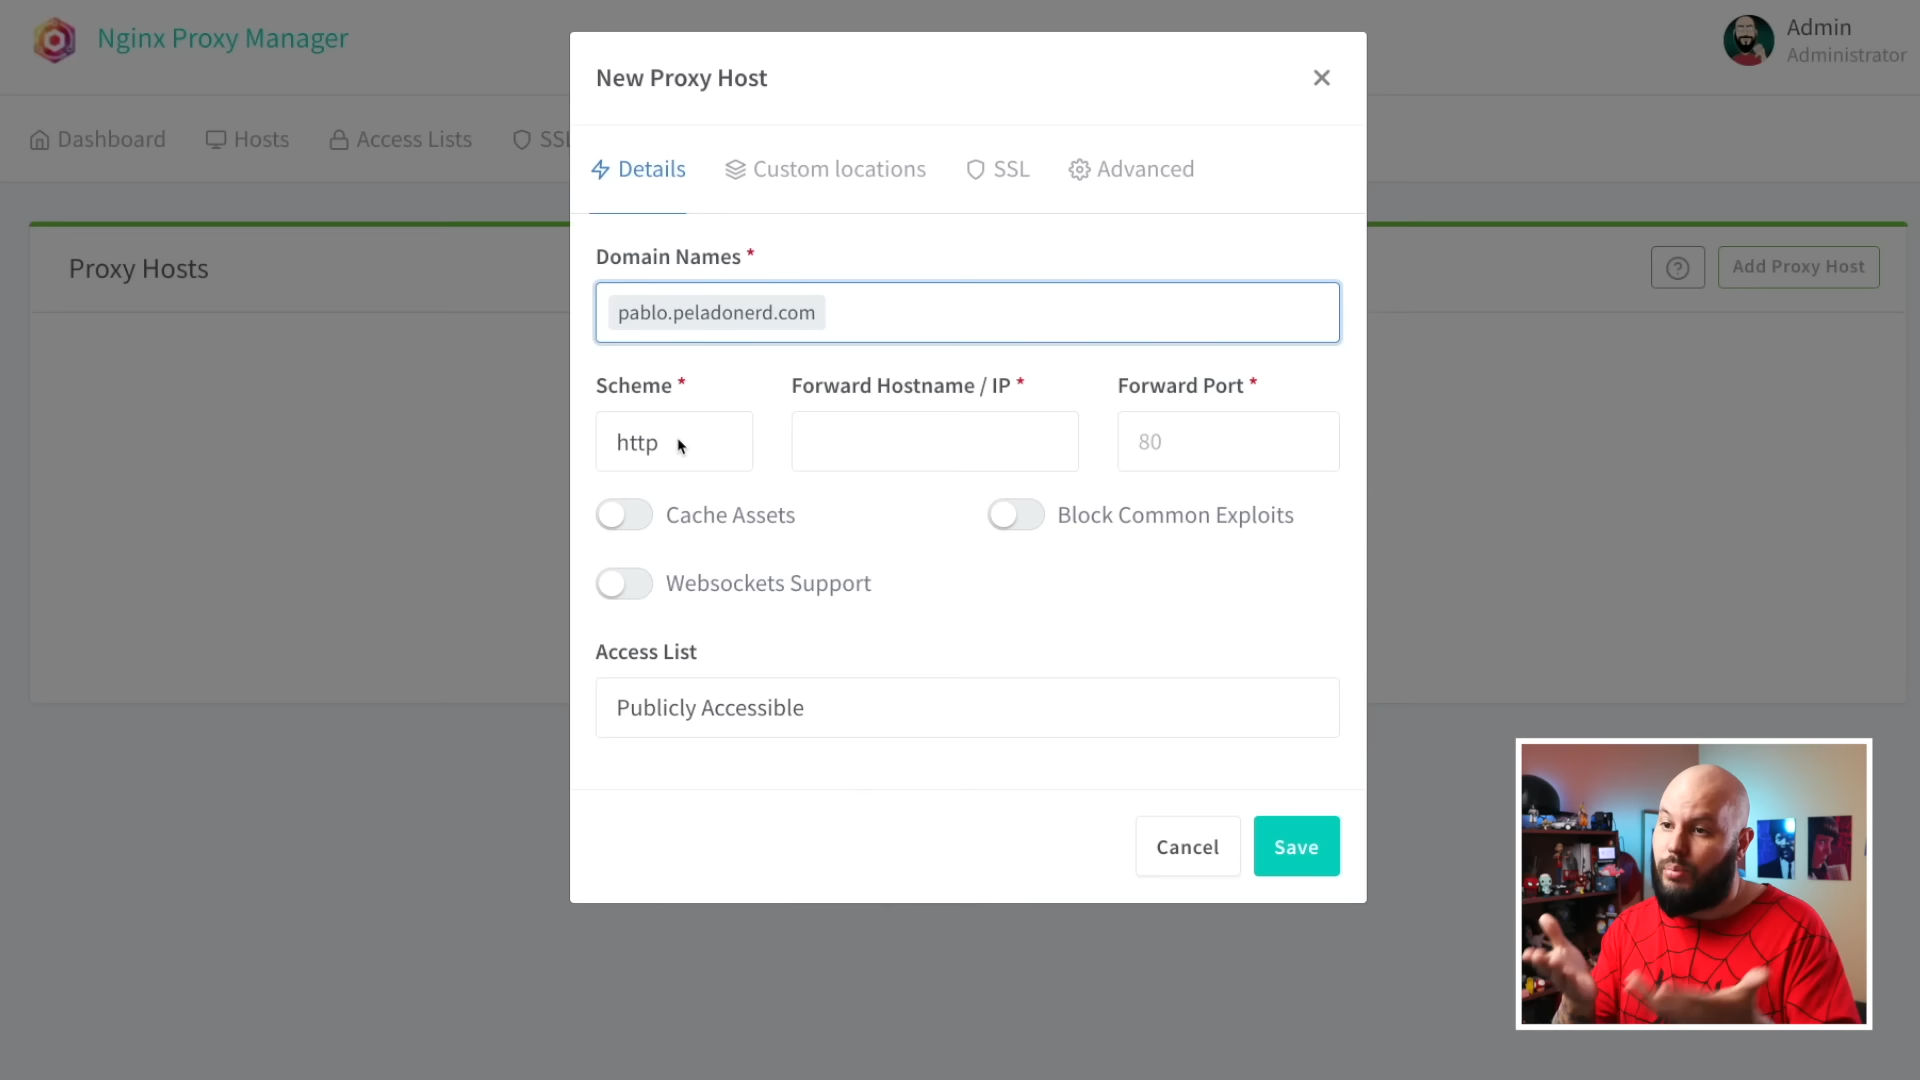 Nginx Proxy Manager
Admin
Administrator
Dashboard
Hosts
Access Lists
SSL
Proxy Hosts
Add Proxy Host
New Proxy Host
Details
Custom locations
SSL
Advanced
Domain Names *
pablo.peladonerd.com
Scheme *
Forward Hostname / IP *
Forward Port *
http
80
Cache Assets
Block Common Exploits
Websockets Support
Access List
Publicly Accessible
Cancel
Save